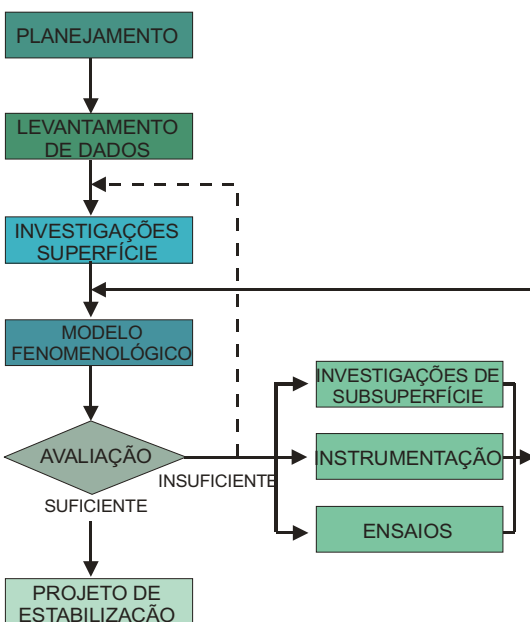 PLANEJAMENTO
LEVANTAMENTO
DE DADOS
INVESTIGAÇÕES
SUPERFÍCIE
MODELO
FENOMENOLÓGICO
INVESTIGAÇÕES DE
SUBSUPERFÍCIE
AVALIAÇÃO
INSUFICIENTE
INSTRUMENTAÇÃO
SUFICIENTE
ENSAIOS
PROJETO DE
ESTABILIZAÇÃO